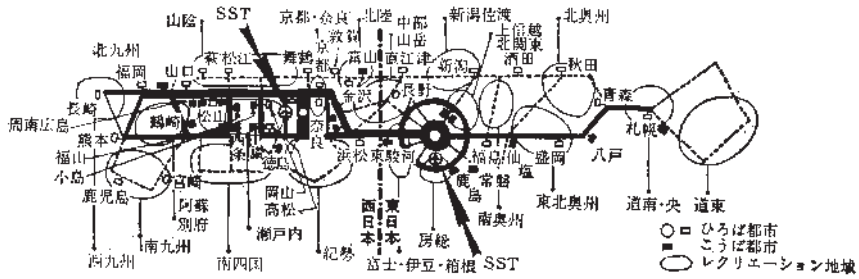 SST
山陰
京都・奈良
北陸
中部山岳
新潟佐渡
上信越
北関東
北奥州
北九州
福岡
山口
萩
松江
舞鶴
京都
敦賀
富山
直江津
新潟
酒田
秋田
金沢
長野
青森
札幌
長崎
周南
広島
鶴崎
松山
奈良
熊本
福山
徳島
浜松
東駿河
福島
仙塩
盛岡
八戸
小島
岡山
高松
鹿島
常磐
鹿児島
宮崎
阿蘇
別府
瀬戸内
西日本
東日本
房総
南奥州
東北奥州
道南・央
道東
西九州
南九州
南四国
紀勢
富士・伊豆・箱根
SST
ひろば都市
こうば都市
レクリエーション地域